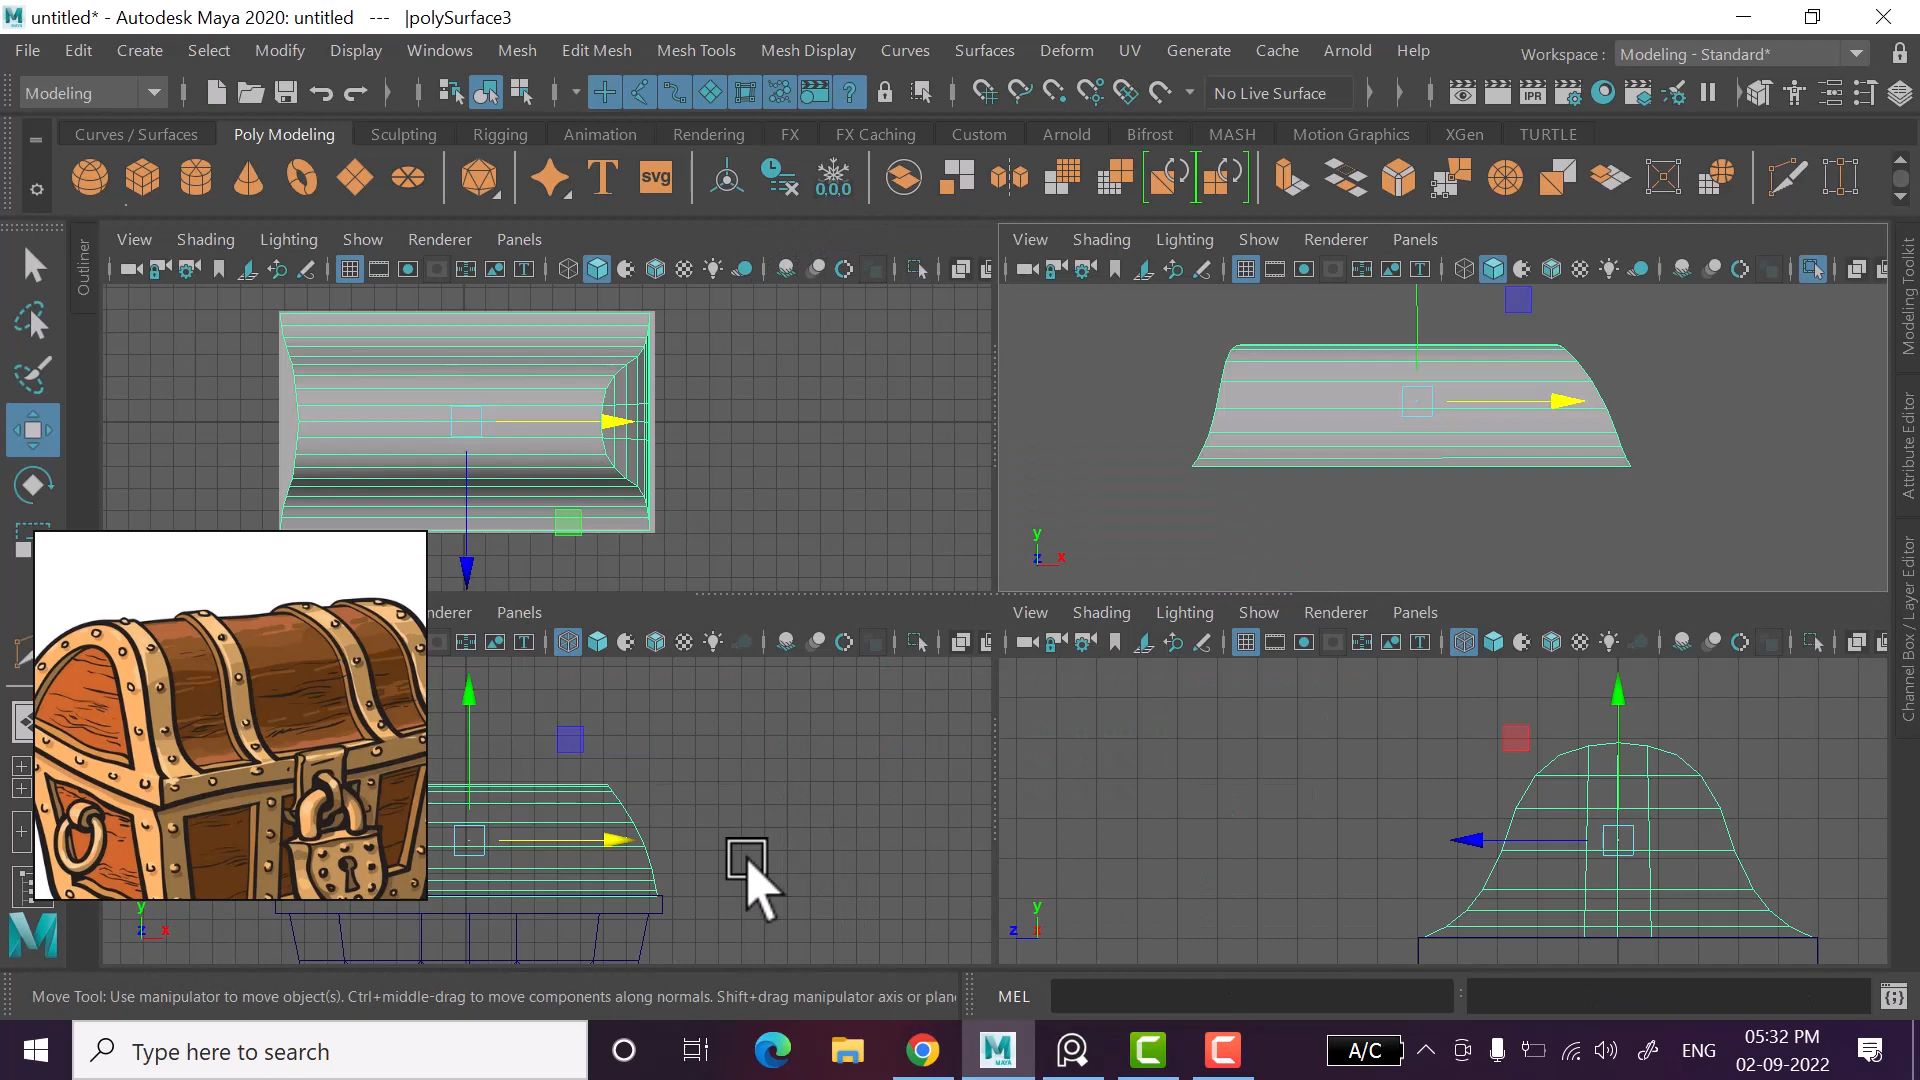 untitled* - Autodesk Maya 2020: untitled --- |polySurface3
File Edit Create Select Modify Display Windows Mesh Edit Mesh Mesh Tools Mesh Display Curves Surfaces Deform UV Generate Cache Arnold Help Workspace : Modeling - Standard*
Modeling No Live Surface IPR
Curves / Surfaces Poly Modeling Sculpting Rigging Animation Rendering FX FX Caching Custom Arnold Bifrost MASH Motion Graphics XGen TURTLE
T svg 0,0,0
Outliner
View Shading Lighting Show Renderer Panels
View Shading Lighting Show Renderer Panels
Modeling Toolkit
Attribute Editor
Channel Box / Layer Editor
y
z x
nderer Panels
View Shading Lighting Show Renderer Panels
y
z x
y
z x
MAYA
Move Tool: Use manipulator to move object(s). Ctrl+middle-drag to move components along normals. Shift+drag manipulator axis or plan
MEL
Type here to search
A/C
ENG
05:32 PM
02-09-2022